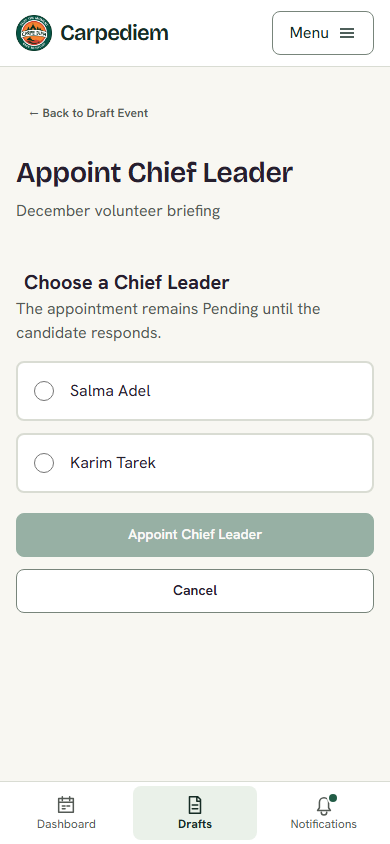 Carpediem
Menu
← Back to Draft Event
Appoint Chief Leader
December volunteer briefing
Choose a Chief Leader
The appointment remains Pending until the
candidate responds.
Salma Adel
Karim Tarek
Appoint Chief Leader
Cancel
Dashboard
Drafts
Notifications